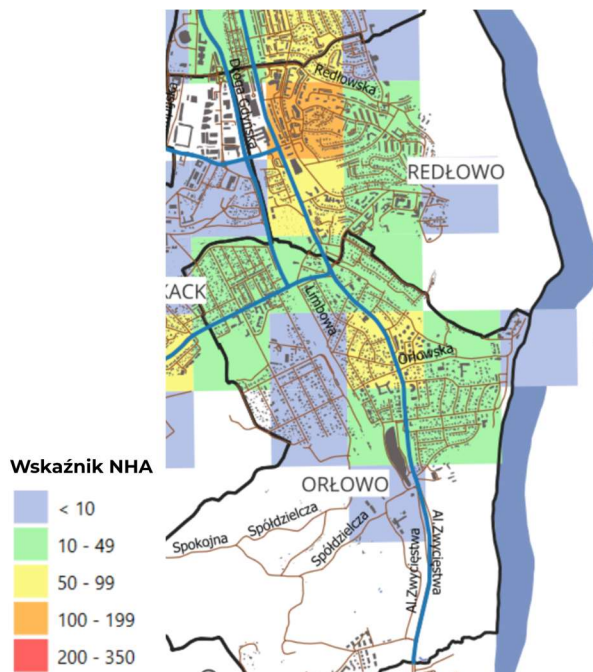 Redłowska
Droga Gdyńska
REDŁOWO
KACK
Limbowa
Orłowska
Wskaźnik NHA
ORŁOWO
< 10
10 - 49
50 - 99
100 - 199
200 - 350
Spółdzielcza
Spokojna
Spółdzielcza
Al.Zwycięstwa
Al.Zwycięstwa